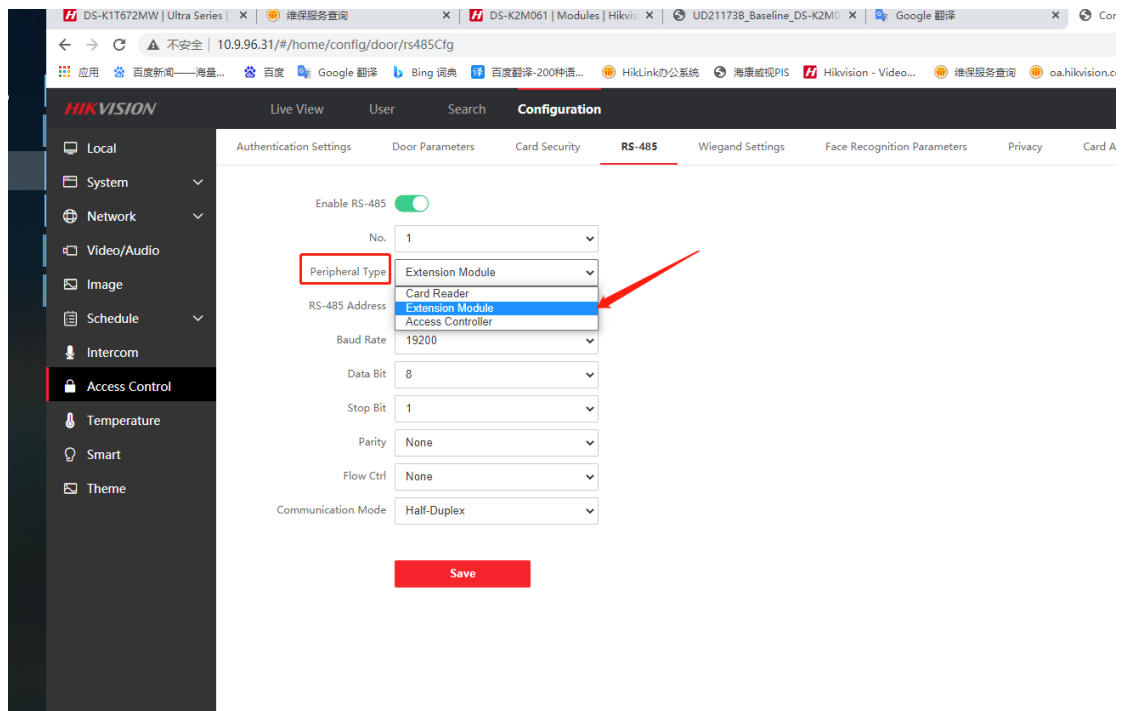 DS-K1T672MW | Ultra Series | 维保服务查询 DS-K2M061 | Modules | Hikvis UD21173B_Baseline_DS-K2M0 Google 翻译 Cor
不安全 | 10.9.96.31/#/home/config/door/rs485Cfg
应用 百度新闻——海量... 百度 Google 翻译 Bing 词典 百度翻译-200种语... HikLink办公系统 海康威视PIS Hikvision - Video... 维保服务查询 oa.hikvision.c
HIKVISION Live View User Search Configuration
Local
System
Network
Video/Audio
Image
Schedule
Intercom
Access Control
Temperature
Smart
Theme
Authentication Settings Door Parameters Card Security RS-485 Wiegand Settings Face Recognition Parameters Privacy Card A
Enable RS-485
No. 1
Peripheral Type Extension Module
Card Reader
RS-485 Address Extension Module
Access Controller
Baud Rate 19200
Data Bit 8
Stop Bit 1
Parity None
Flow Ctrl None
Communication Mode Half-Duplex
Save